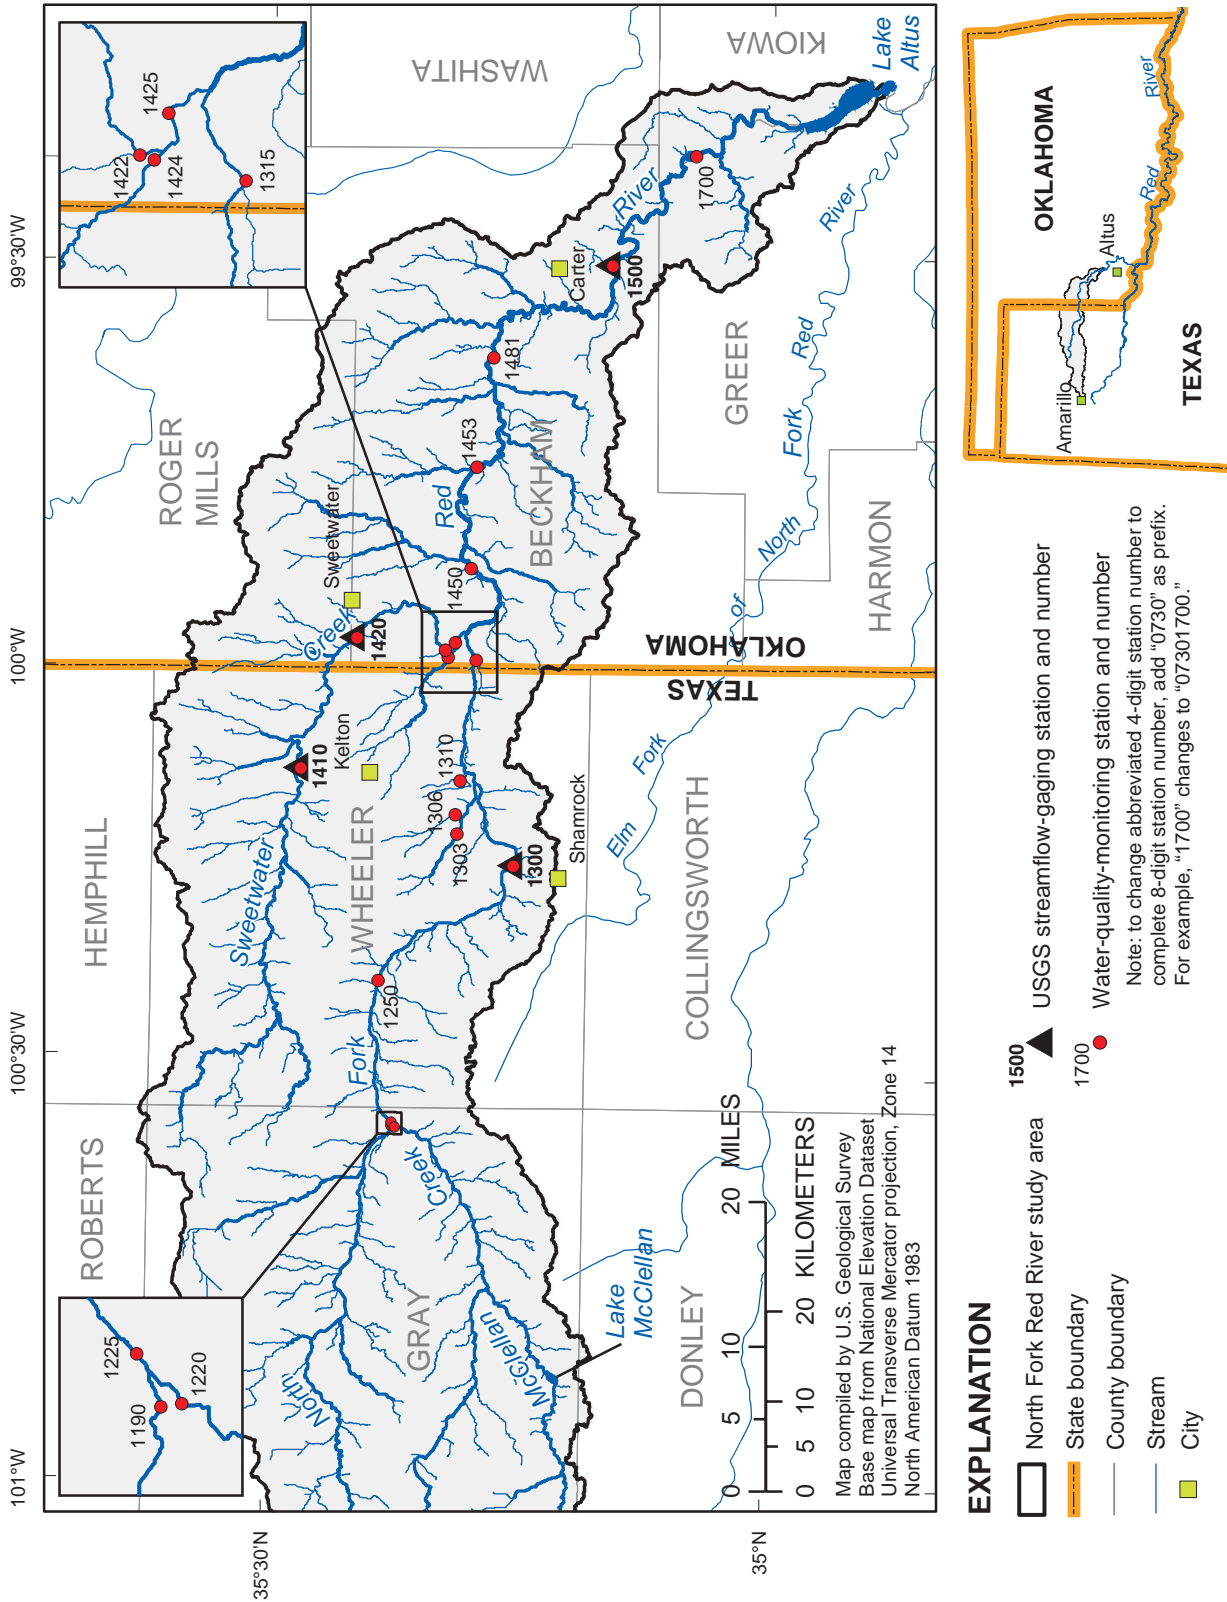 101°W
100°30'W
100°W
99°30'W
35°30'N
35°N
1225
1190
1220
1422
1425
1424
1315
ROBERTS
HEMPHILL
ROGER
MILLS
WASHITA
KIOWA
GRAY
WHEELER
BECKHAM
GREER
DONLEY
COLLINGSWORTH
HARMON
TEXAS
OKLAHOMA
Sweetwater
Creek
North
Fork
Red
River
McClellan
Creek
Lake
McClellan
Elm
Fork
of
North
Fork
Red
River
Lake
Altus
1250
1300
1303
1306
1310
1410
1420
1450
1453
1481
1500
1700
Kelton
Shamrock
Sweetwater
Carter
0 5 10 20 MILES
0 5 10 20 KILOMETERS
Map compiled by U.S. Geological Survey
Base map from National Elevation Dataset
Universal Transverse Mercator projection, Zone 14
North American Datum 1983
EXPLANATION
North Fork Red River study area
State boundary
County boundary
Stream
City
1500
USGS streamflow-gaging station and number
1700
Water-quality-monitoring station and number
Note: to change abbreviated 4-digit station number to
complete 8-digit station number, add “0730” as prefix.
For example, “1700” changes to “07301700.”
OKLAHOMA
TEXAS
Amarillo
Altus
Red
River